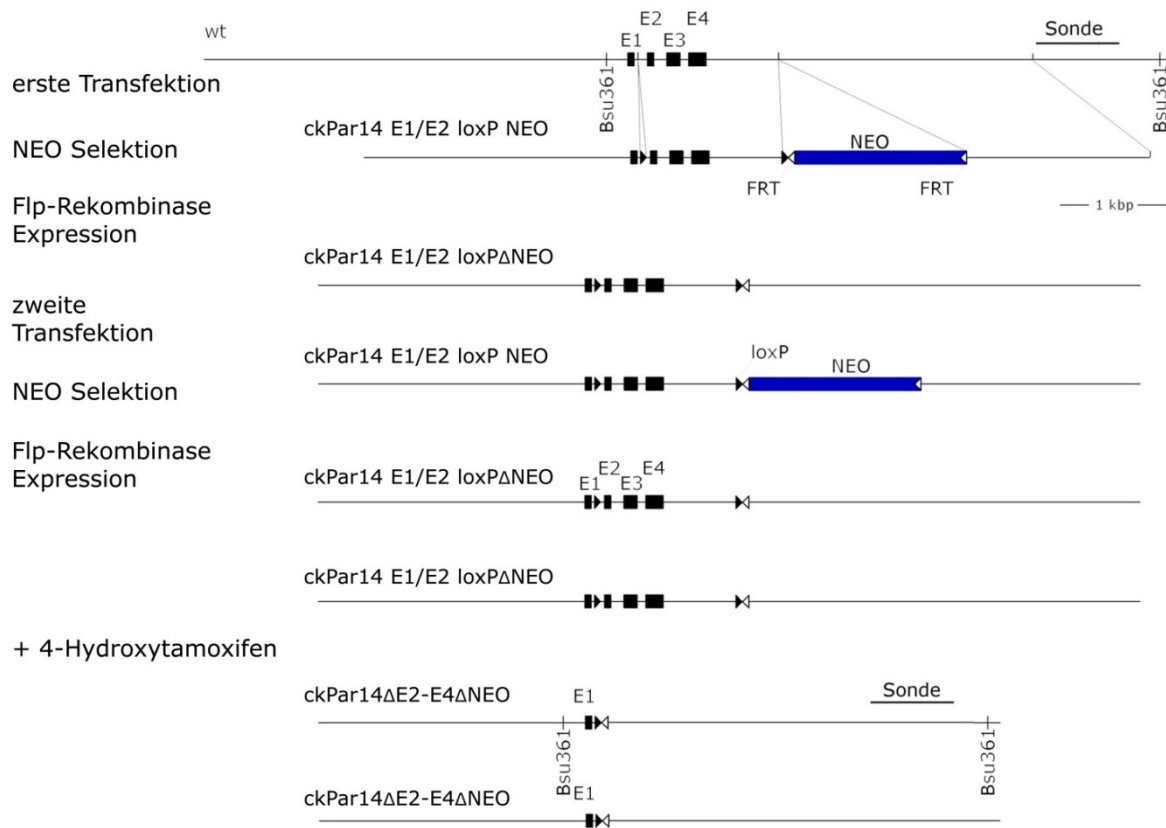 wt
E2 E4
E1 E3
Sonde
Bsu361
Bsu361
erste Transfektion
ckPar14 E1/E2 loxP NEO
NEO Selektion
NEO
FRT
FRT
1 kbp
Flp-Rekombinase
Expression
ckPar14 E1/E2 loxPΔNEO
zweite
Transfektion
ckPar14 E1/E2 loxP NEO
loxP
NEO
NEO Selektion
Flp-Rekombinase
Expression
ckPar14 E1/E2 loxPΔNEO
E2 E4
E1 E3
ckPar14 E1/E2 loxPΔNEO
+ 4-Hydroxytamoxifen
ckPar14ΔE2-E4ΔNEO
E1
Sonde
Bsu361
Bsu361
ckPar14ΔE2-E4ΔNEO
E1